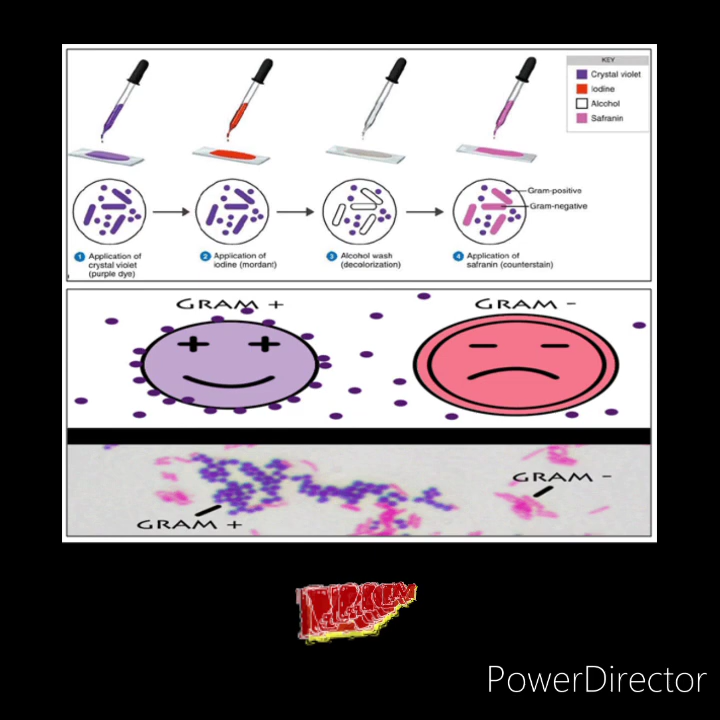 KEY
Crystal violet
Iodine
Alcohol
Safranin
Gram-positive
Gram-negative
1 Application of
crystal violet
(purple dye)
2 Application of
iodine (mordant)
3 Alcohol wash
(decolorization)
4 Application of
safranin (counterstain)
GRAM +
GRAM -
GRAM -
GRAM +
PowerDirector